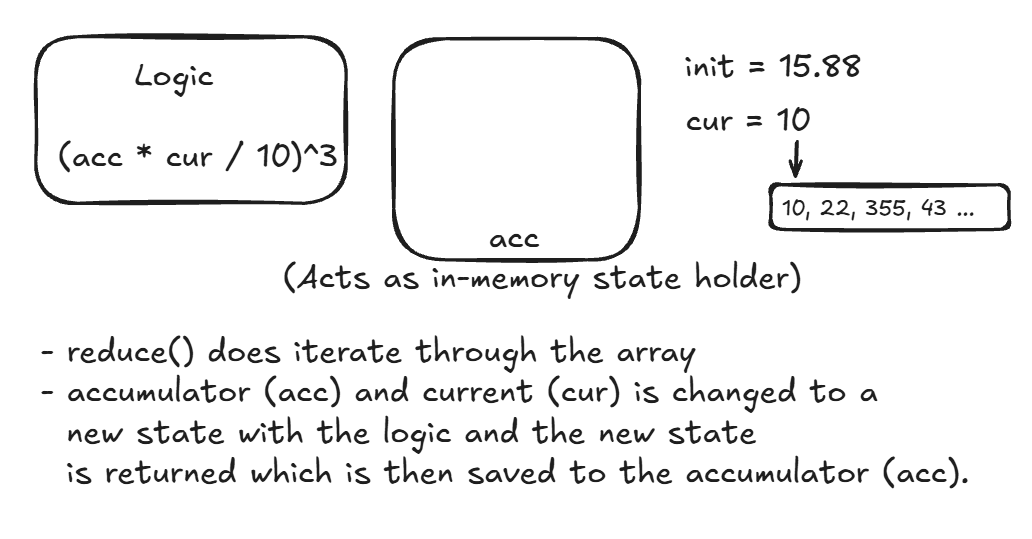 Logic
(acc * cur / 10)^3
acc
(Acts as in-memory state holder)
init = 15.88
cur = 10
10, 22, 355, 43 ...
- reduce() does iterate through the array
- accumulator (acc) and current (cur) is changed to a
new state with the logic and the new state
is returned which is then saved to the accumulator (acc).